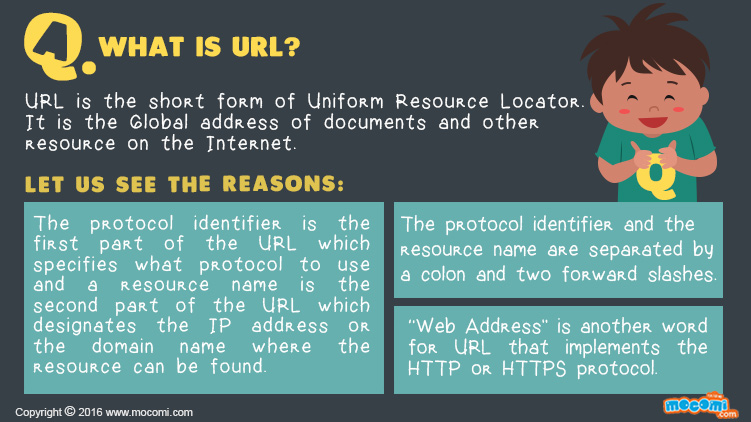 Q. WHAT IS URL?
URL is the short form of Uniform Resource Locator.
It is the Global address of documents and other
resource on the Internet.
Q
LET US SEE THE REASONS:
The protocol identifier is the
first part of the URL which
specifies what protocol to use
and a resource name is the
second part of the URL which
designates the IP address or
the domain name where the
resource can be found.
The protocol identifier and the
resource name are separated by
a colon and two forward slashes.
"Web Address" is another word
for URL that implements the
HTTP or HTTPS protocol.
Copyright © 2016 www.mocomi.com
mocomi
.com